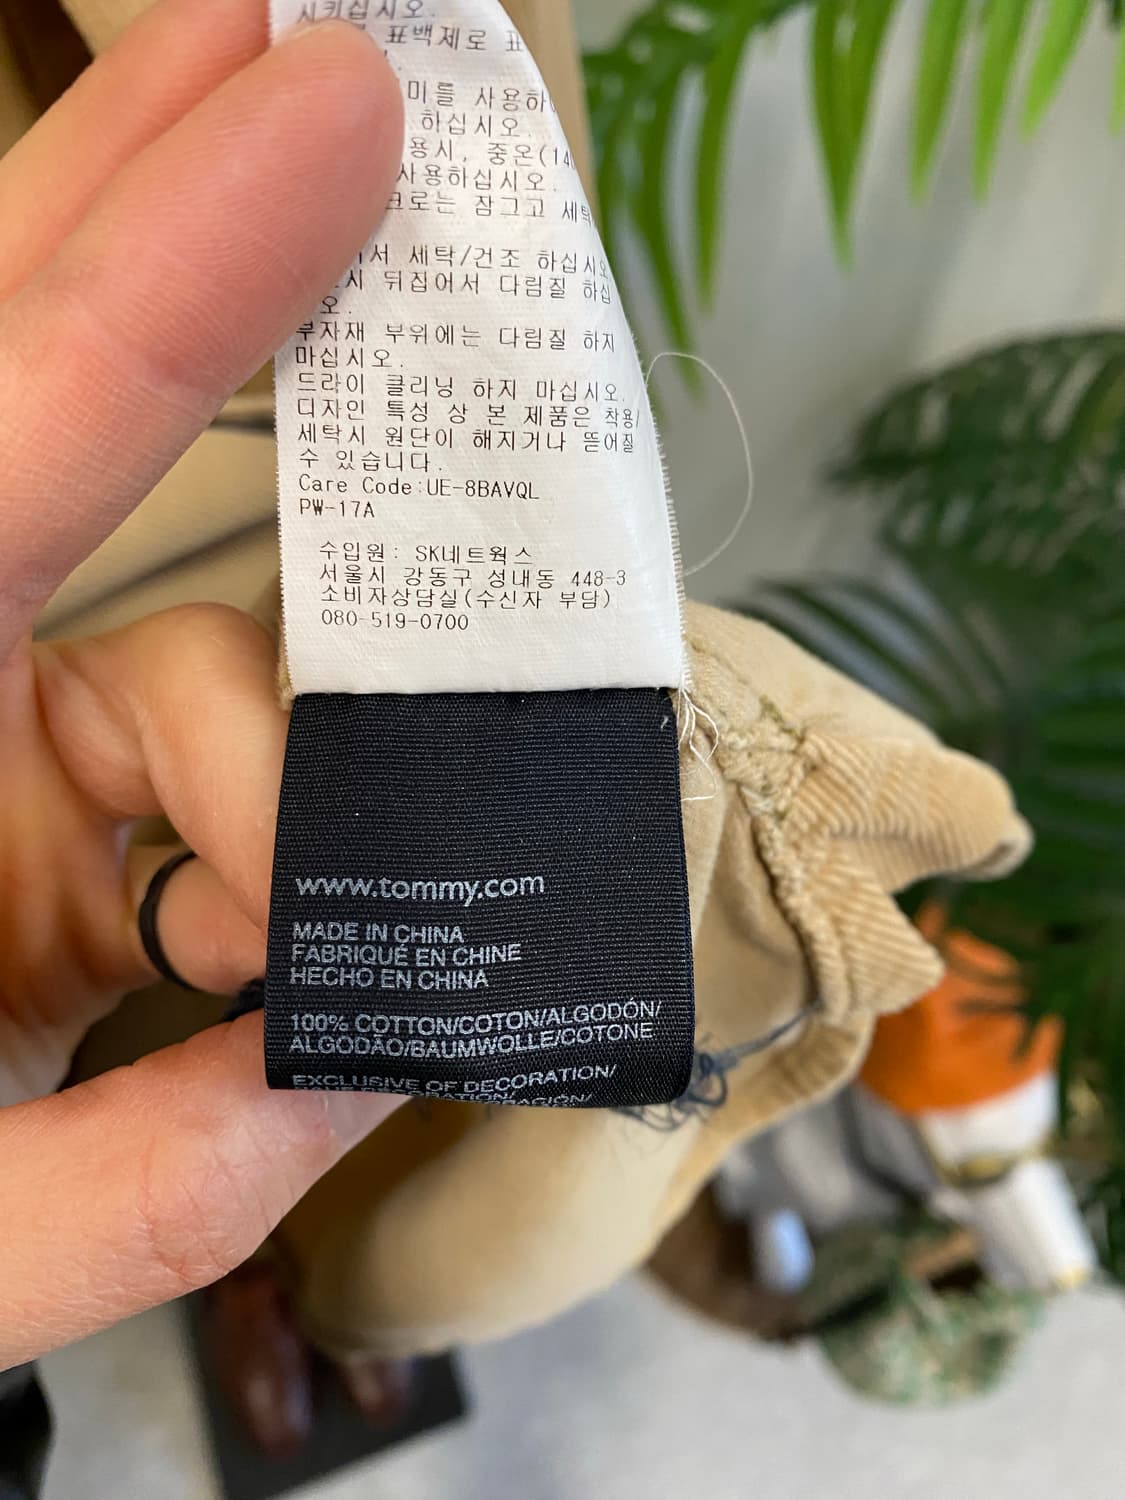 시키십시오.
표백제로
미를 사용하
하십시오.
용시, 중온(14
사용하십시오.
크로는 잠그고 세탁
서 세탁/건조 하십시오
시 뒤집어서 다림질 하십
오.
부자재 부위에는 다림질 하지
마십시오.
드라이 클리닝 하지 마십시오.
디자인 특성 상 본 제품은 착용/
세탁시 원단이 해지거나 뜯어질
수 있습니다.
Care Code:UE-8BAVQL
PW-17A
수입원: SK네트웍스
서울시 강동구 성내동 448-3
소비자상담실(수신자 부담)
080-519-0700
www.tommy.com
MADE IN CHINA
FABRIQUÉ EN CHINE
HECHO EN CHINA
100% COTTON/COTON/ALGODÓN/
ALGODÃO/BAUMWOLLE/COTONE
EXCLUSIVE OF DECORATION/